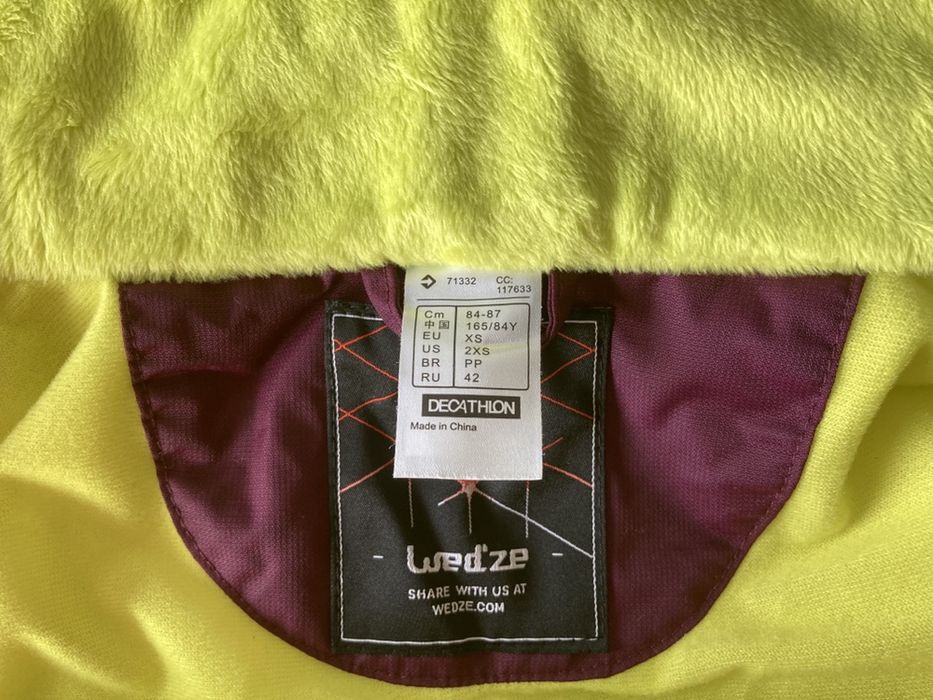 71332 CC:
117633
Cm 84-87
中国 165/84Y
EU XS
US 2XS
BR PP
RU 42
DECATHLON
Made in China
Wed'ze
SHARE WITH US AT
WEDZE.COM